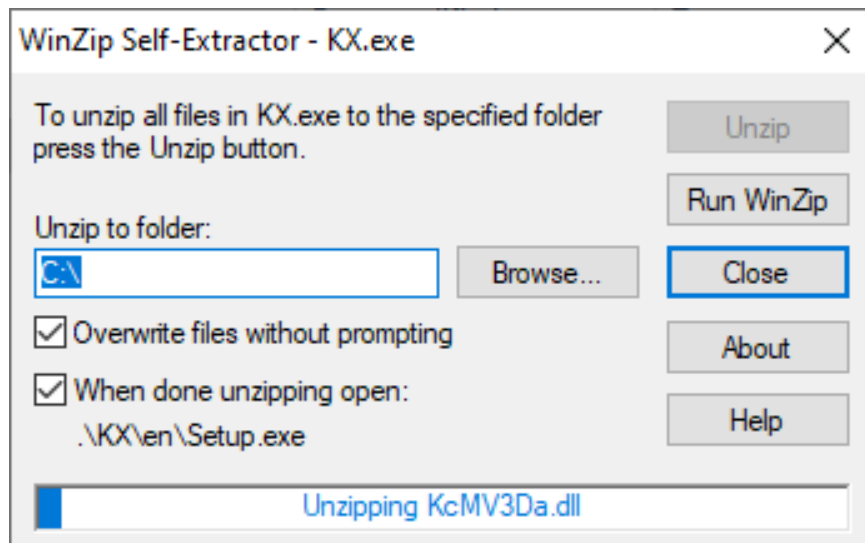 WinZip Self-Extractor - KX.exe
To unzip all files in KX.exe to the specified folder
press the Unzip button.
Unzip
Run WinZip
Unzip to folder:
C:\
Browse...
Close
Overwrite files without prompting
About
When done unzipping open:
.\KX\en\Setup.exe
Help
Unzipping KcMV3Da.dll